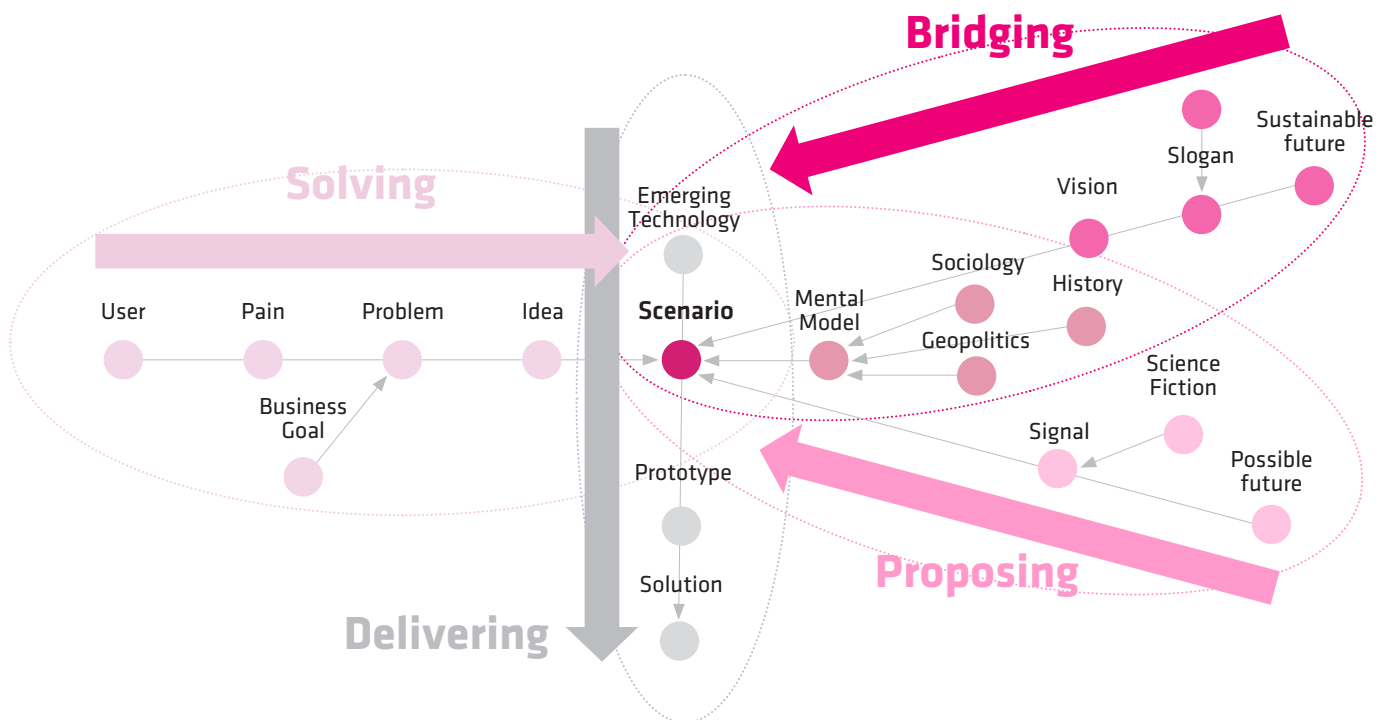 Bridging
Sustainable
future
Slogan
Vision
Solving
Emerging
Technology
Sociology
History
User
Pain
Problem
Idea
Scenario
Mental
Model
Geopolitics
Science
Fiction
Business
Goal
Signal
Possible
future
Prototype
Proposing
Solution
Delivering